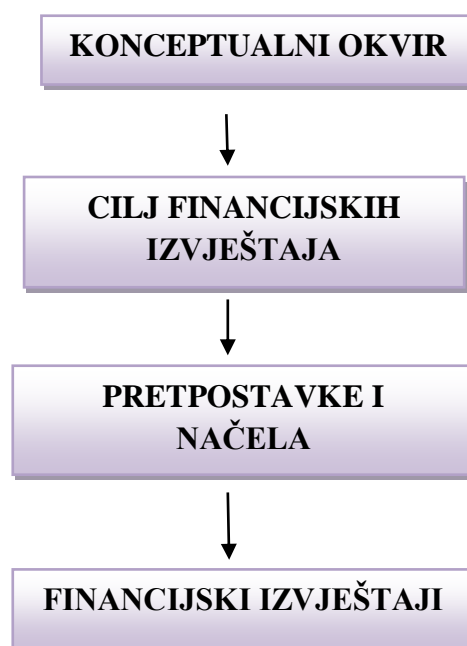 KONCEPTUALNI OKVIR
CILJ FINANCIJSKIH
IZVJEŠTAJA
PRETPOSTAVKE I
NAČELA
FINANCIJSKI IZVJEŠTAJI